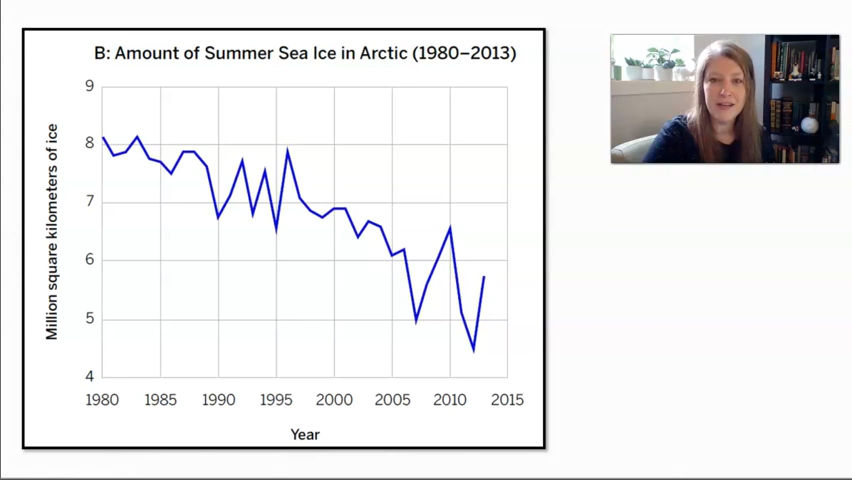 B: Amount of Summer Sea Ice in Arctic (1980–2013)
Million square kilometers of ice
9
8
7
6
5
4
1980 1985 1990 1995 2000 2005 2010 2015
Year